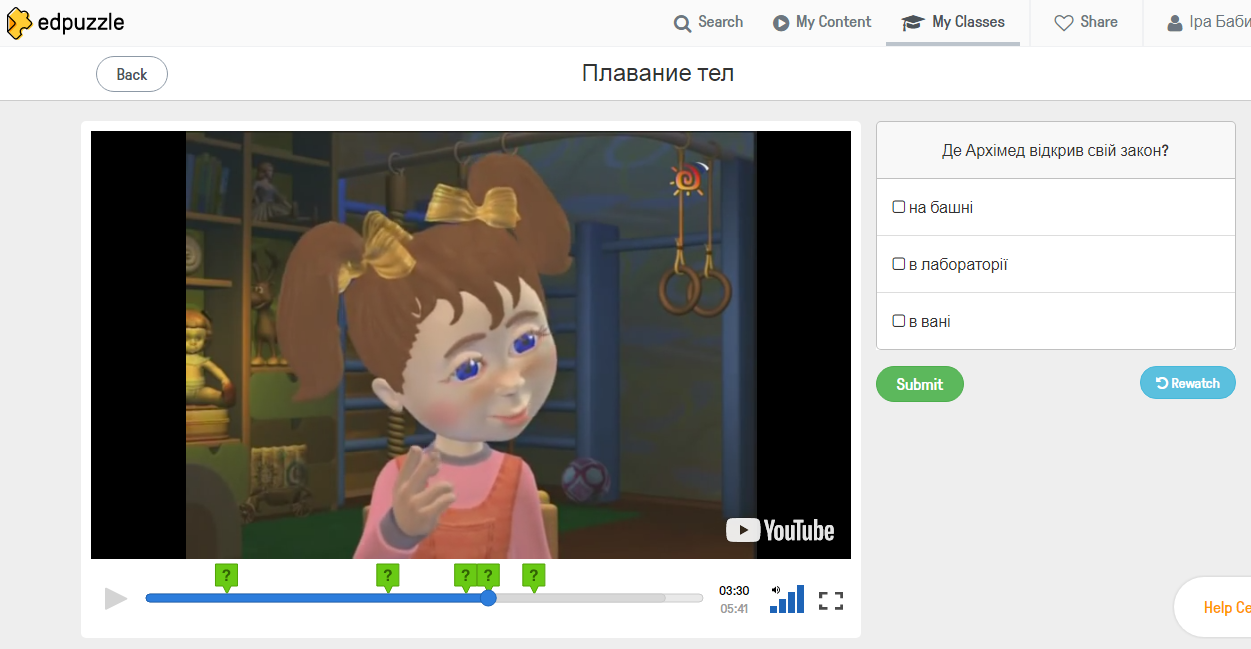 edpuzzle
Search
My Content
My Classes
Share
Іра Баби
Back
Плавание тел
Де Архімед відкрив свій закон?
на башні
в лабораторії
в вані
Submit
Rewatch
YouTube
? ? ? ? ?
03:30
05:41
Help Ce